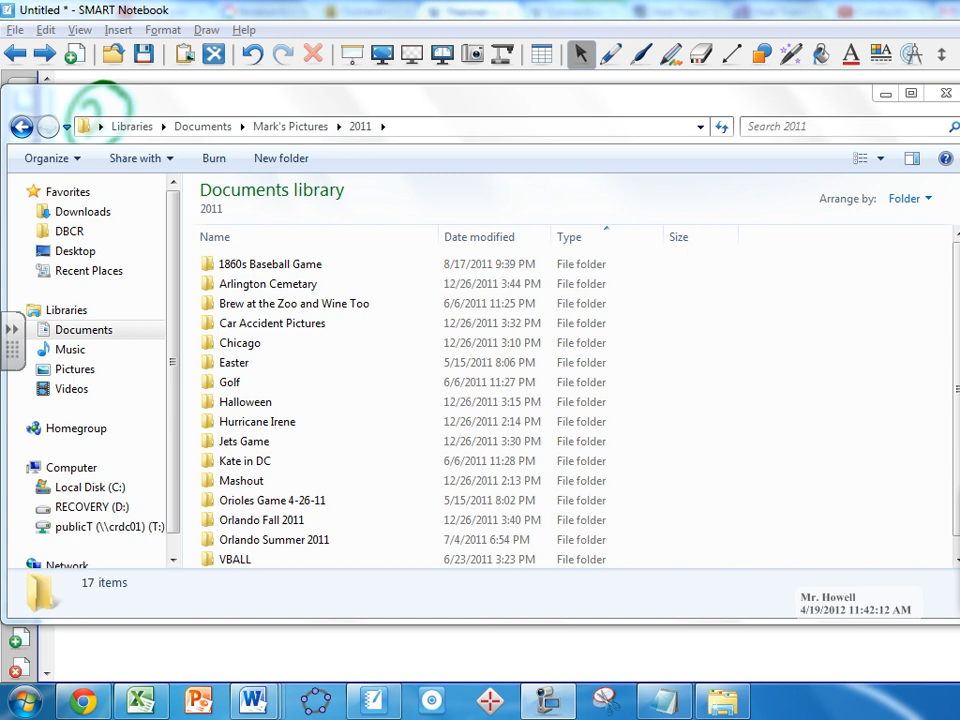 Untitled * - SMART Notebook
File Edit View Insert Format Tools Draw Help
Libraries Documents Mark's Pictures 2011
Search 2011
Organize Share with Burn New folder
Favorites
Downloads
DBCR
Desktop
Recent Places
Libraries
Documents
Music
Pictures
Videos
Homegroup
Computer
Local Disk (C:)
RECOVERY (D:)
publicT (\\crdc01) (T:)
Network
Documents library
2011
Arrange by: Folder
Name Date modified Type Size
1860s Baseball Game 8/17/2011 9:39 PM File folder
Arlington Cemetary 12/26/2011 3:44 PM File folder
Brew at the Zoo and Wine Too 6/6/2011 11:25 PM File folder
Car Accident Pictures 12/26/2011 3:32 PM File folder
Chicago 12/26/2011 3:10 PM File folder
Easter 5/15/2011 8:06 PM File folder
Golf 6/6/2011 11:27 PM File folder
Halloween 12/26/2011 3:15 PM File folder
Hurricane Irene 12/26/2011 2:14 PM File folder
Jets Game 12/26/2011 3:30 PM File folder
Kate in DC 6/6/2011 11:28 PM File folder
Mashout 12/26/2011 2:13 PM File folder
Orioles Game 4-26-11 5/15/2011 8:02 PM File folder
Orlando Fall 2011 12/26/2011 3:40 PM File folder
Orlando Summer 2011 7/4/2011 6:54 PM File folder
VBALL 6/23/2011 3:23 PM File folder
17 items
Mr. Howell
4/19/2012 11:42:12 AM